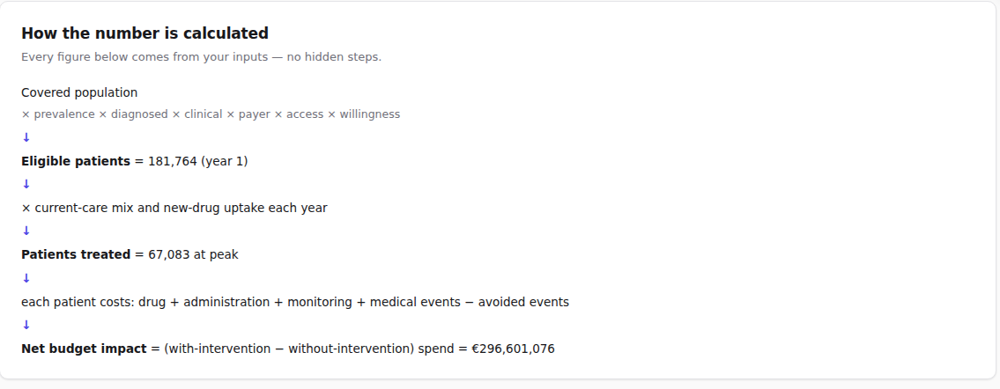 How the number is calculated
Every figure below comes from your inputs — no hidden steps.
Covered population
× prevalence × diagnosed × clinical × payer × access × willingness
↓
Eligible patients = 181,764 (year 1)
↓
× current-care mix and new-drug uptake each year
↓
Patients treated = 67,083 at peak
↓
each patient costs: drug + administration + monitoring + medical events − avoided events
↓
Net budget impact = (with-intervention − without-intervention) spend = €296,601,076